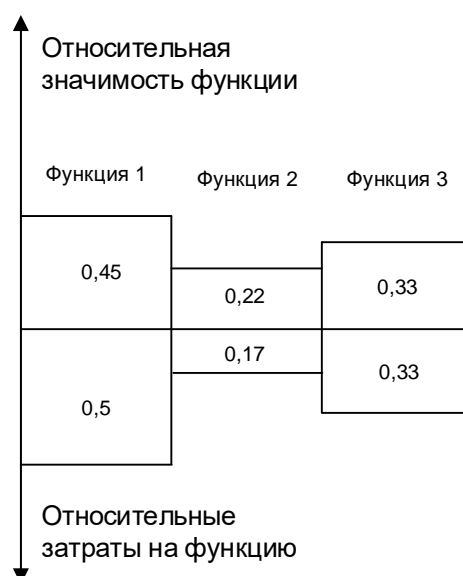 Относительная
значимость функции
Функция 1
Функция 2
Функция 3
0,45
0,22
0,33
0,17
0,33
0,5
Относительные
затраты на функцию